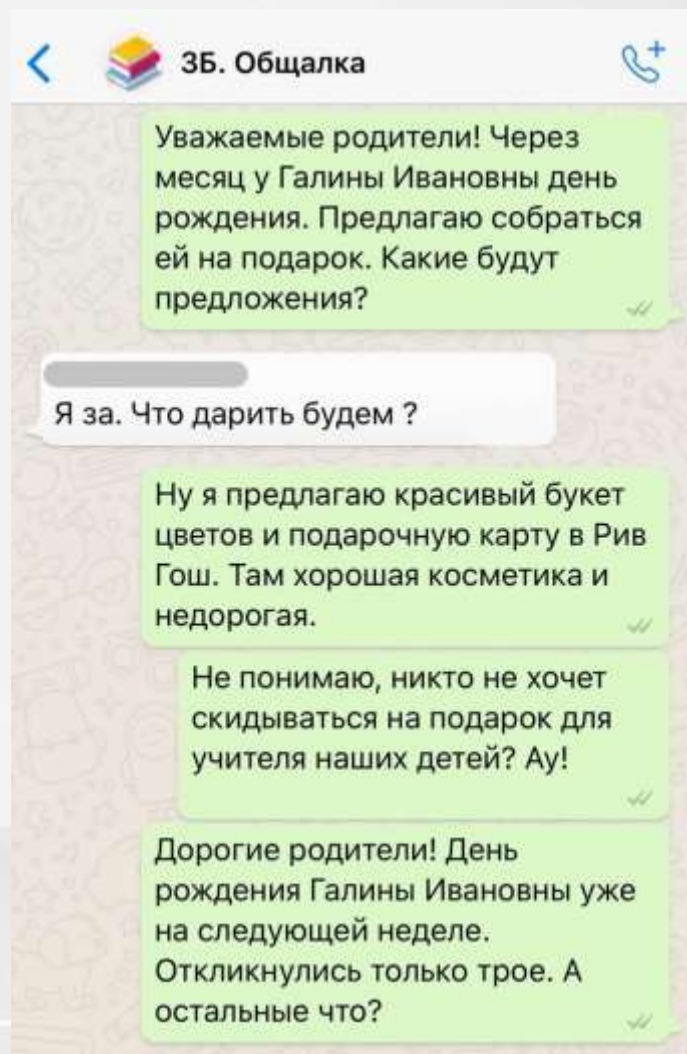 3Б. Общалка
Уважаемые родители! Через
месяц у Галины Ивановны день
рождения. Предлагаю собраться
ей на подарок. Какие будут
предложения?
Я за. Что дарить будем ?
Ну я предлагаю красивый букет
цветов и подарочную карту в Рив
Гош. Там хорошая косметика и
недорогая.
Не понимаю, никто не хочет
скидываться на подарок для
учителя наших детей? Ау!
Дорогие родители! День
рождения Галины Ивановны уже
на следующей неделе.
Откликнулись только трое. А
остальные что?